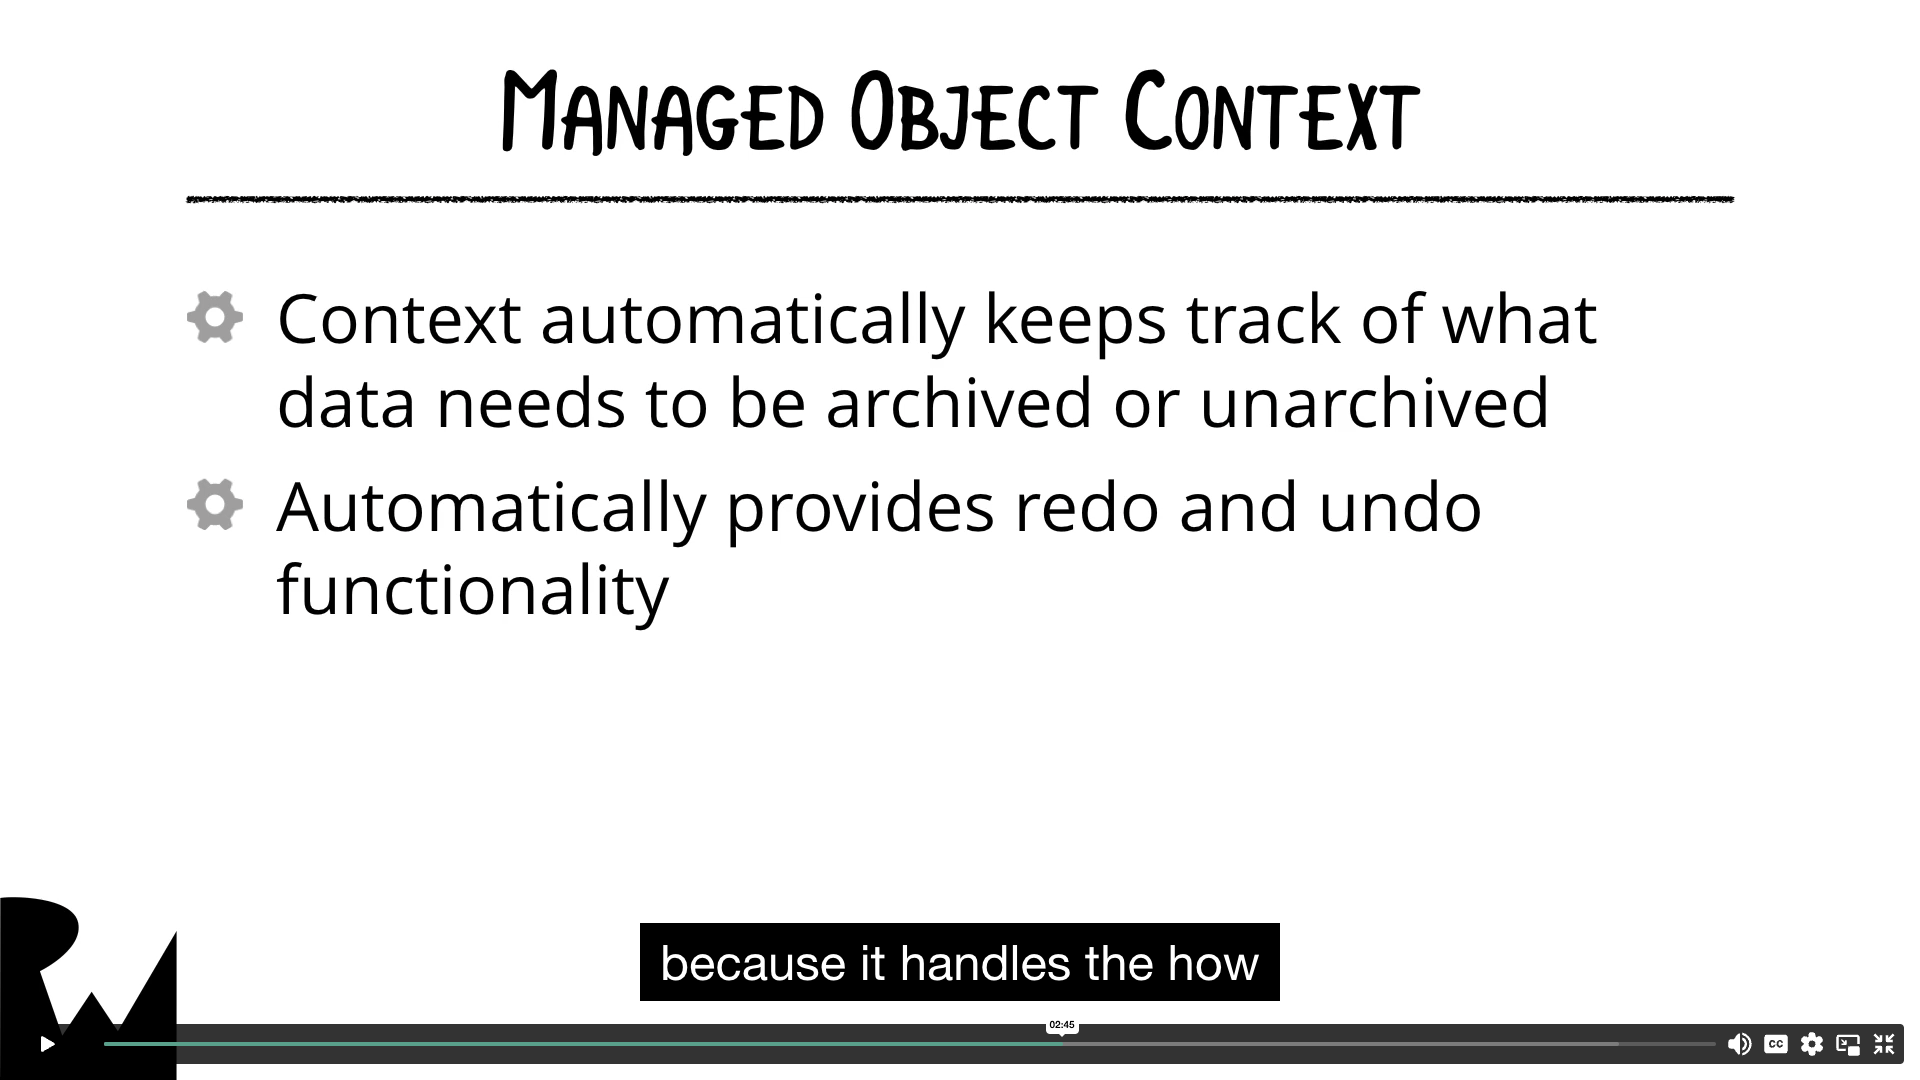 Managed Object Context
Context automatically keeps track of what
data needs to be archived or unarchived
Automatically provides redo and undo
functionality
RW
because it handles the how
02:45
CC